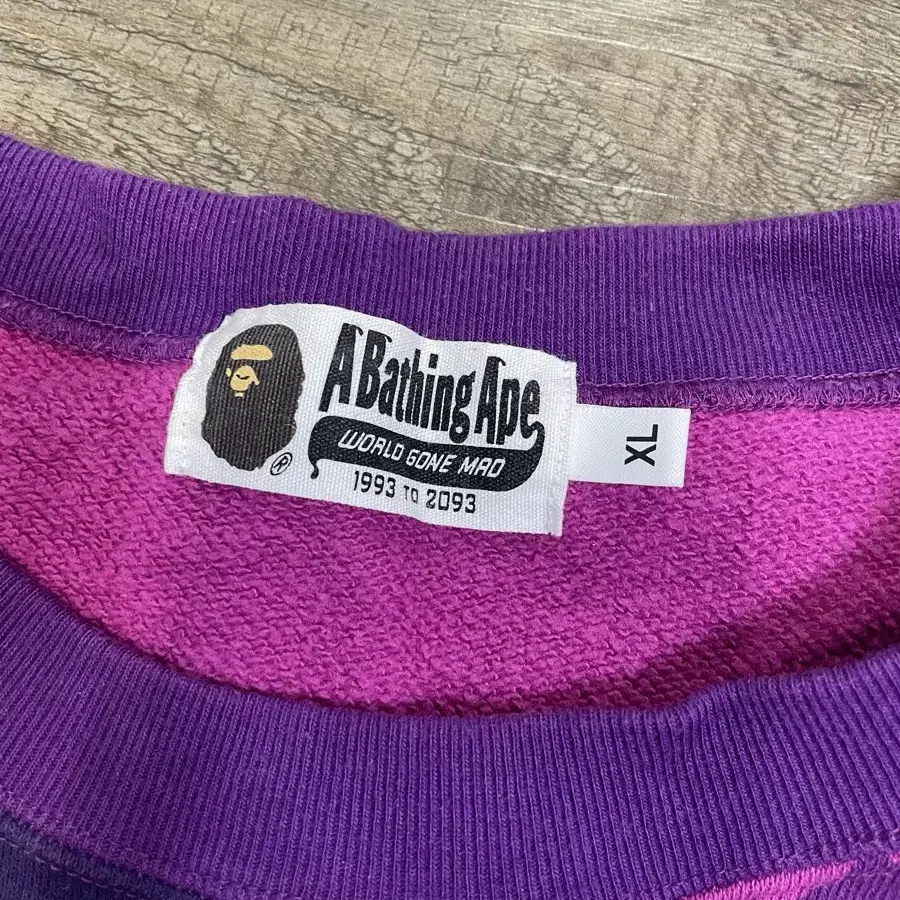 A Bathing Ape
WORLD GONE MAD
1993 TO 2093
®
XL